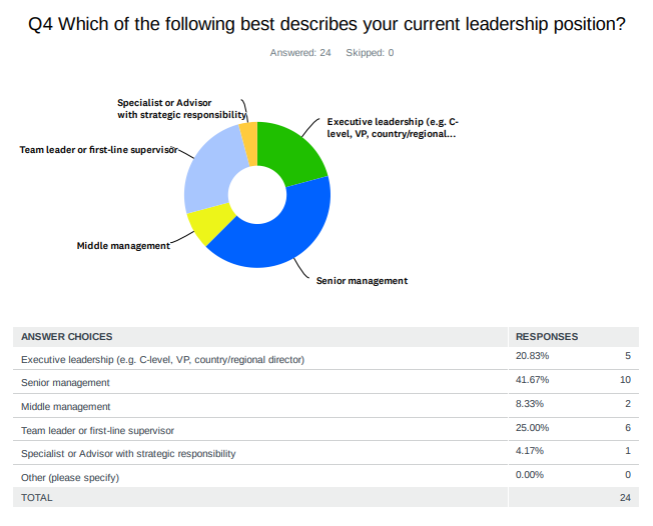 Q4 Which of the following best describes your current leadership position?
Answered: 24 Skipped: 0
Specialist or Advisor
with strategic responsibility
Executive leadership (e.g. C-
level, VP, country/regional...
Team leader or first-line supervisor
Middle management
Senior management
ANSWER CHOICES RESPONSES
Executive leadership (e.g. C-level, VP, country/regional director) 20.83% 5
Senior management 41.67% 10
Middle management 8.33% 2
Team leader or first-line supervisor 25.00% 6
Specialist or Advisor with strategic responsibility 4.17% 1
Other (please specify) 0.00% 0
TOTAL 24